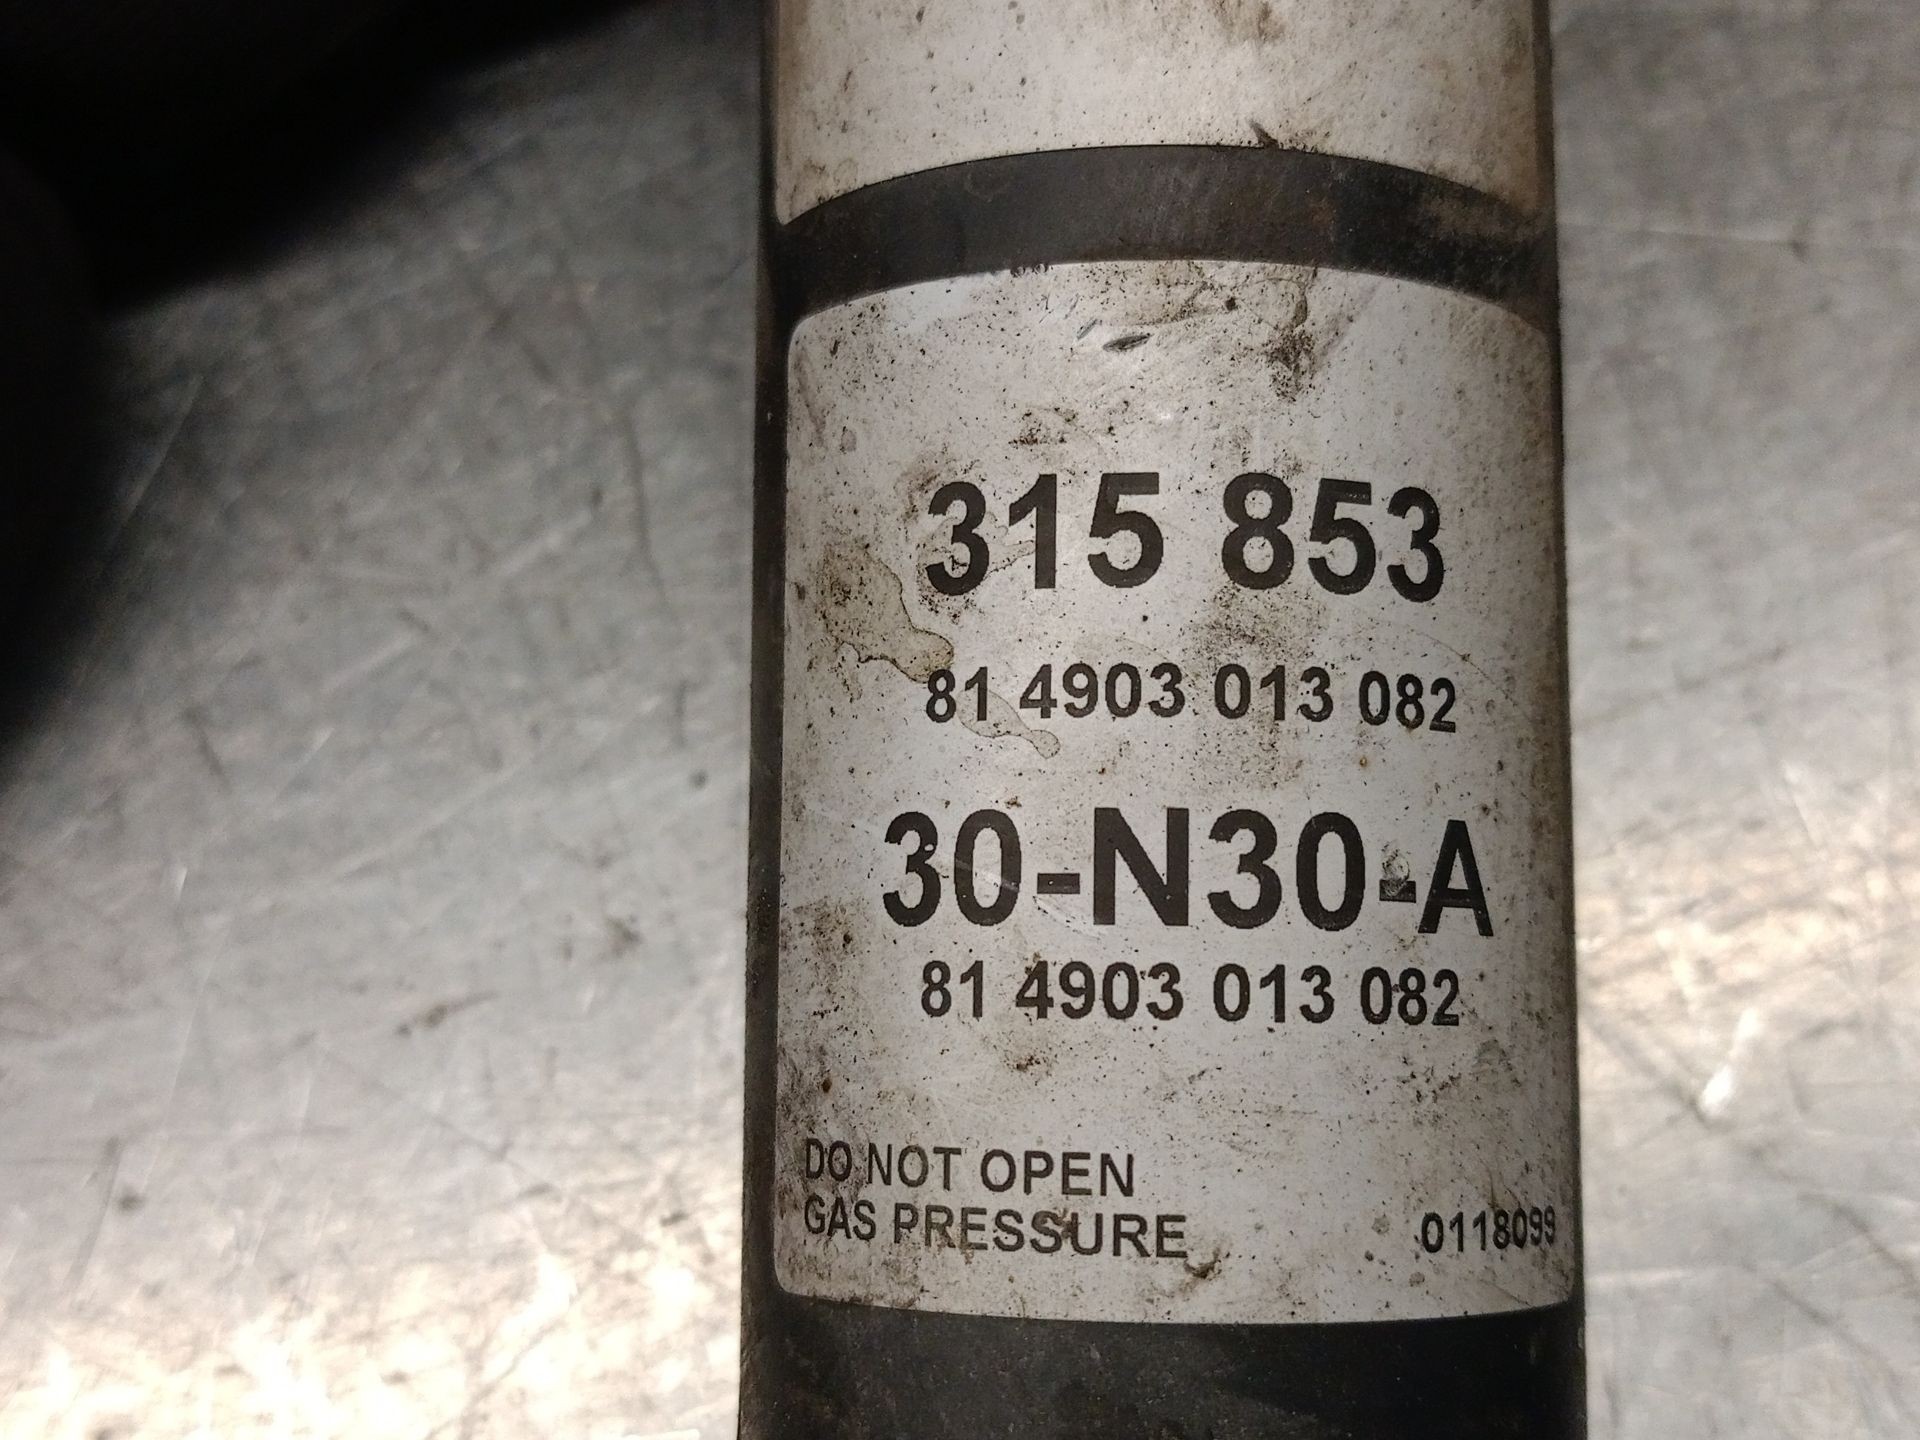 315 853
81 4903 013 082
30-N30-A
81 4903 013 082
DO NOT OPEN
GAS PRESSURE
0118099